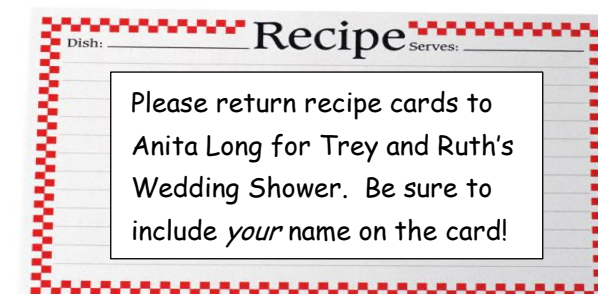 Recipe
Dish: Serves:
Please return recipe cards to
Anita Long for Trey and Ruth's
Wedding Shower. Be sure to
include your name on the card!